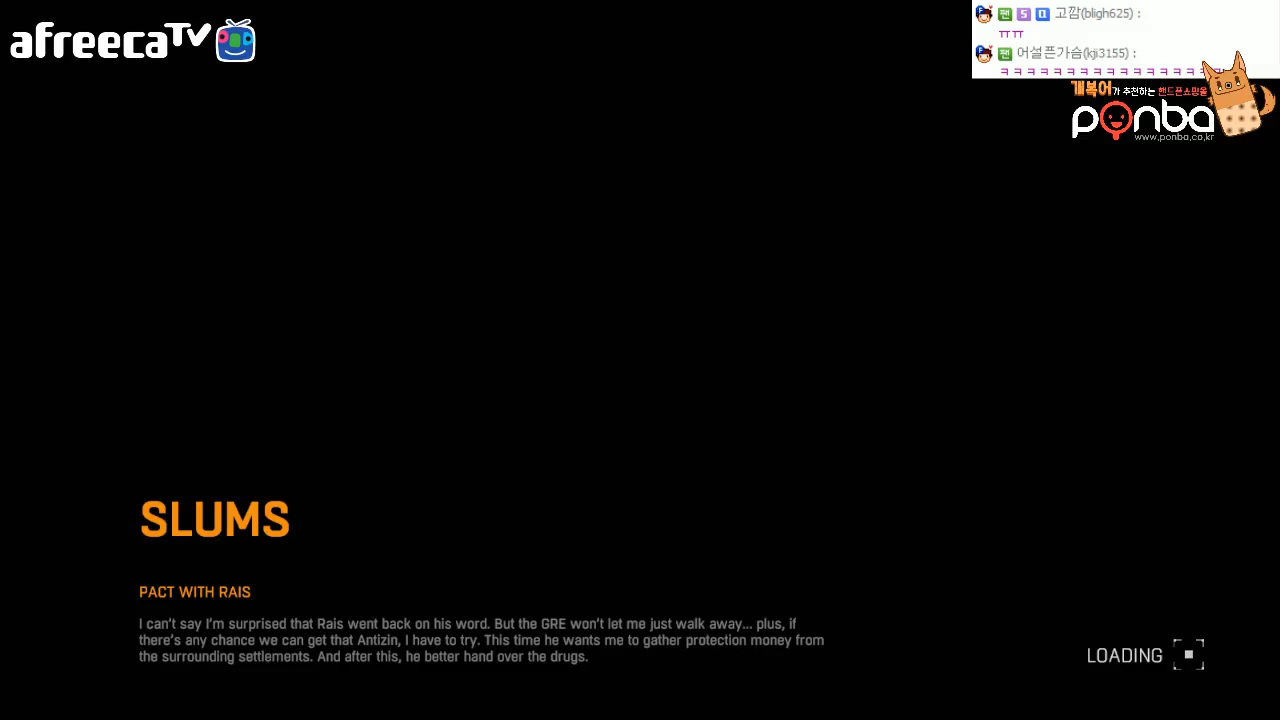 afreecaTV
팬 5 고깜(bligh625) :
ㅠㅠ
팬 어설픈가슴(kji3155) :
ㅋㅋㅋㅋㅋㅋㅋㅋㅋㅋㅋㅋㅋㅋㅋㅋ
개복어가 추천하는 핸드폰쇼핑몰
ponba
www.ponba.co.kr
SLUMS
PACT WITH RAIS
I can't say I'm surprised that Rais went back on his word. But the GRE won't let me just walk away... plus, if
there's any chance we can get that Antizin, I have to try. This time he wants me to gather protection money from
the surrounding settlements. And after this, he better hand over the drugs.
LOADING